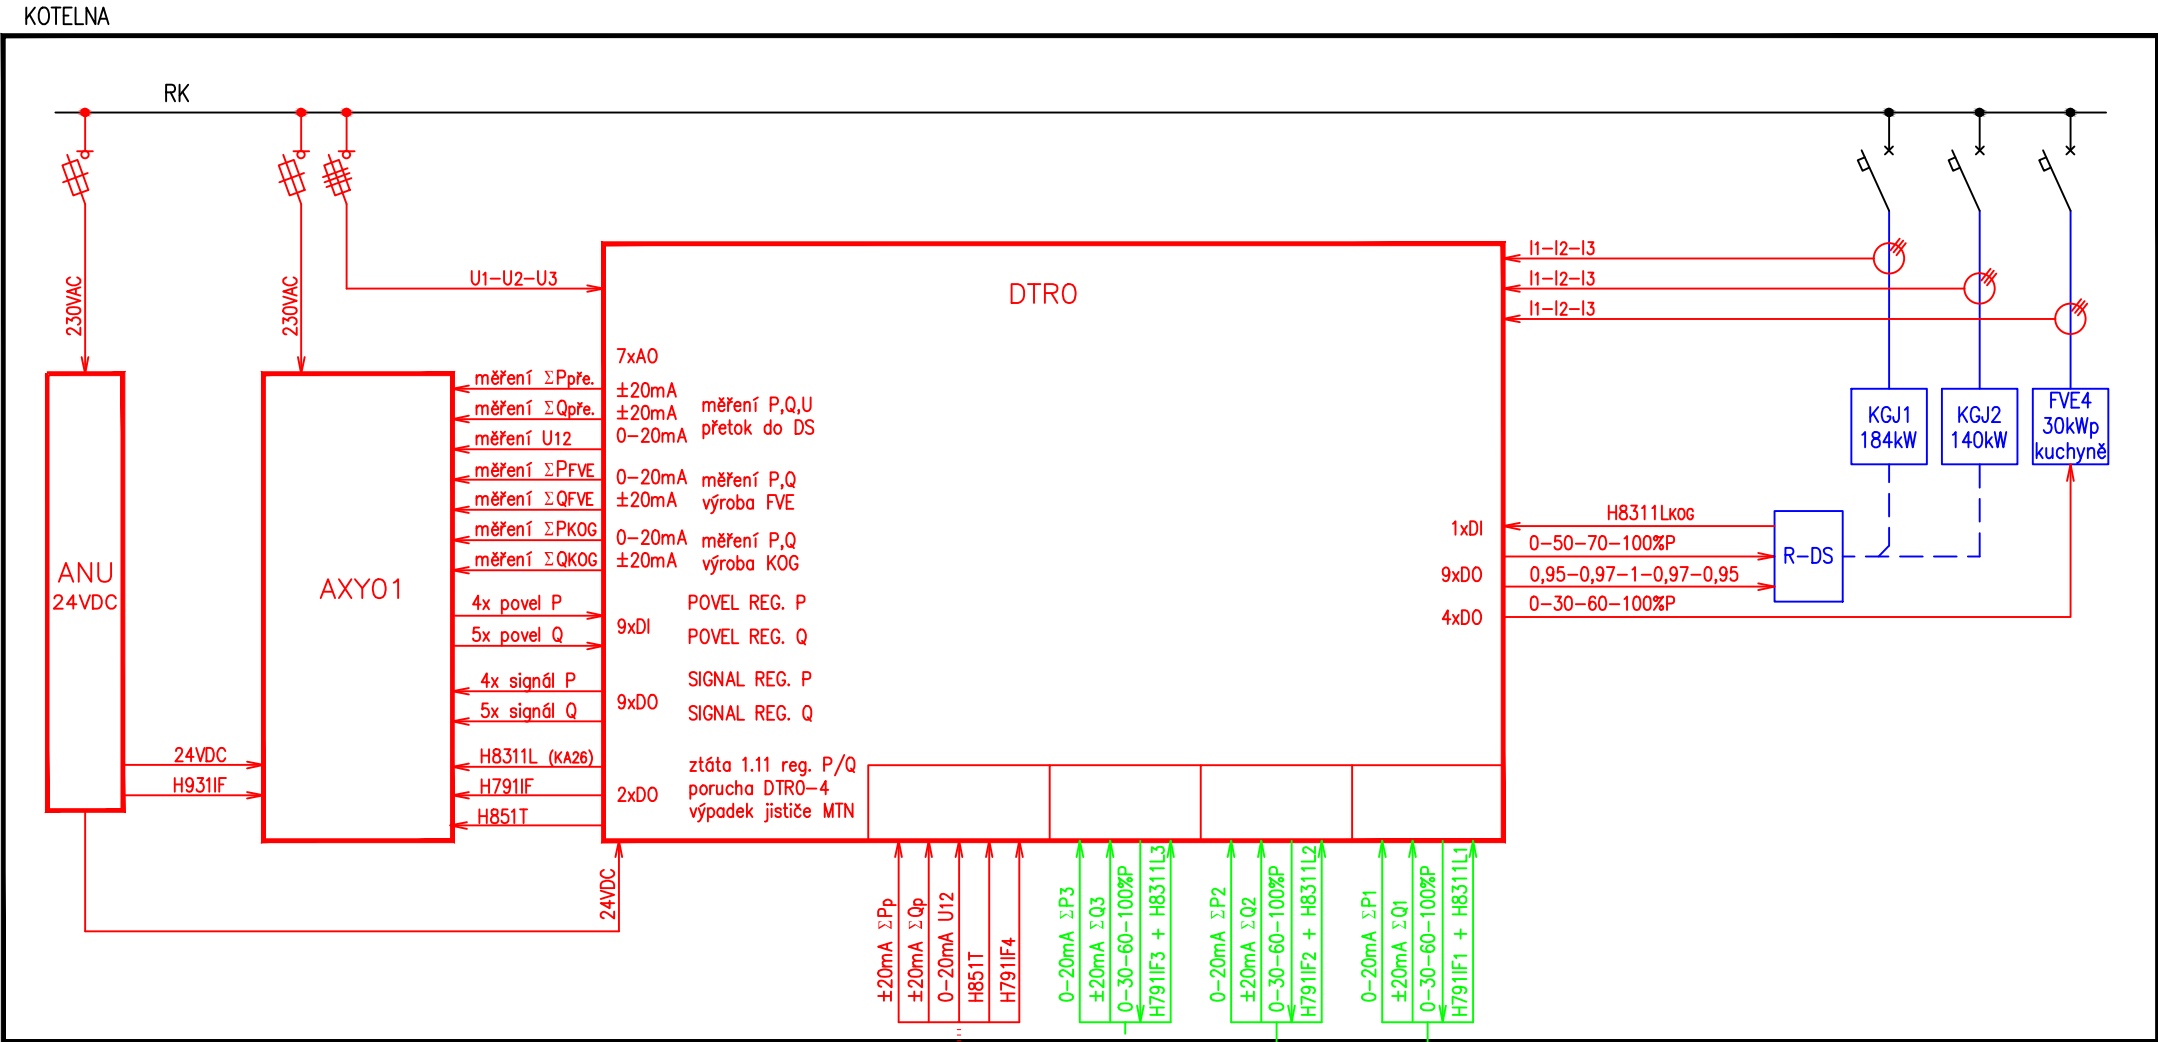 KOTELNA
RK
230VAC
230VAC
U1-U2-U3
DTR0
I1-I2-I3
I1-I2-I3
I1-I2-I3
7xAO
měření ΣPpře.
±20mA
měření ΣQpře.
±20mA
měření P,Q,U
přetok do DS
měření U12
0-20mA
měření ΣPFVE
0-20mA
měření P,Q
výroba FVE
měření ΣQFVE
±20mA
měření ΣPKOG
0-20mA
měření P,Q
výroba KOG
měření ΣQKOG
±20mA
KGJ1
184kW
KGJ2
140kW
FVE4
30kWp
kuchyně
ANU
24VDC
AXY01
4x povel P
5x povel Q
9xDI
POVEL REG. P
POVEL REG. Q
4x signál P
5x signál Q
9xDO
SIGNAL REG. P
SIGNAL REG. Q
1xDI
H8311LKOG
0-50-70-100%P
9xDO
0,95-0,97-1-0,97-0,95
4xDO
0-30-60-100%P
R-DS
24VDC
H931IF
H8311L (KA26)
H791IF
H851T
2xDO
ztáta 1.11 reg. P/Q
porucha DTR0-4
výpadek jističe MTN
24VDC
±20mA ΣPp
±20mA ΣQp
0-20mA U12
H851T
H791IF4
0-20mA ΣP3
±20mA ΣQ3
0-30-60-100%P
H791IF3 + H8311L3
0-20mA ΣP2
±20mA ΣQ2
0-30-60-100%P
H791IF2 + H8311L2
0-20mA ΣP1
±20mA ΣQ1
0-30-60-100%P
H791IF1 + H8311L1